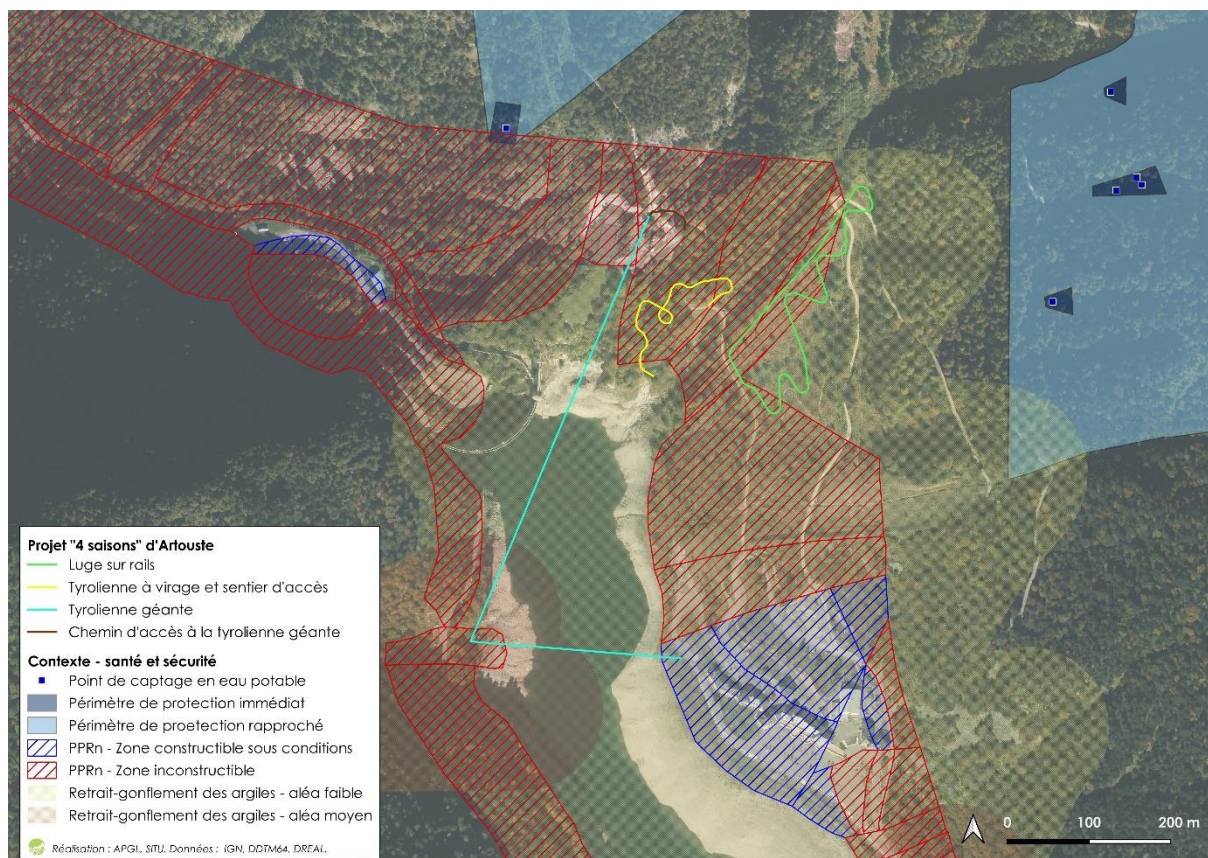 Projet "4 saisons" d'Artouste
Luge sur rails
Tyrolienne à virage et sentier d'accès
Tyrolienne géante
Chemin d'accès à la tyrolienne géante
Contexte - santé et sécurité
Point de captage en eau potable
Périmètre de protection immédiat
Périmètre de proetection rapproché
PPRn - Zone constructible sous conditions
PPRn - Zone inconstructible
Retrait-gonflement des argiles - aléa faible
Retrait-gonflement des argiles - aléa moyen
Réalisation : APGL, SITU, Données : IGN, DDTM64, DREAL.
0 100 200 m